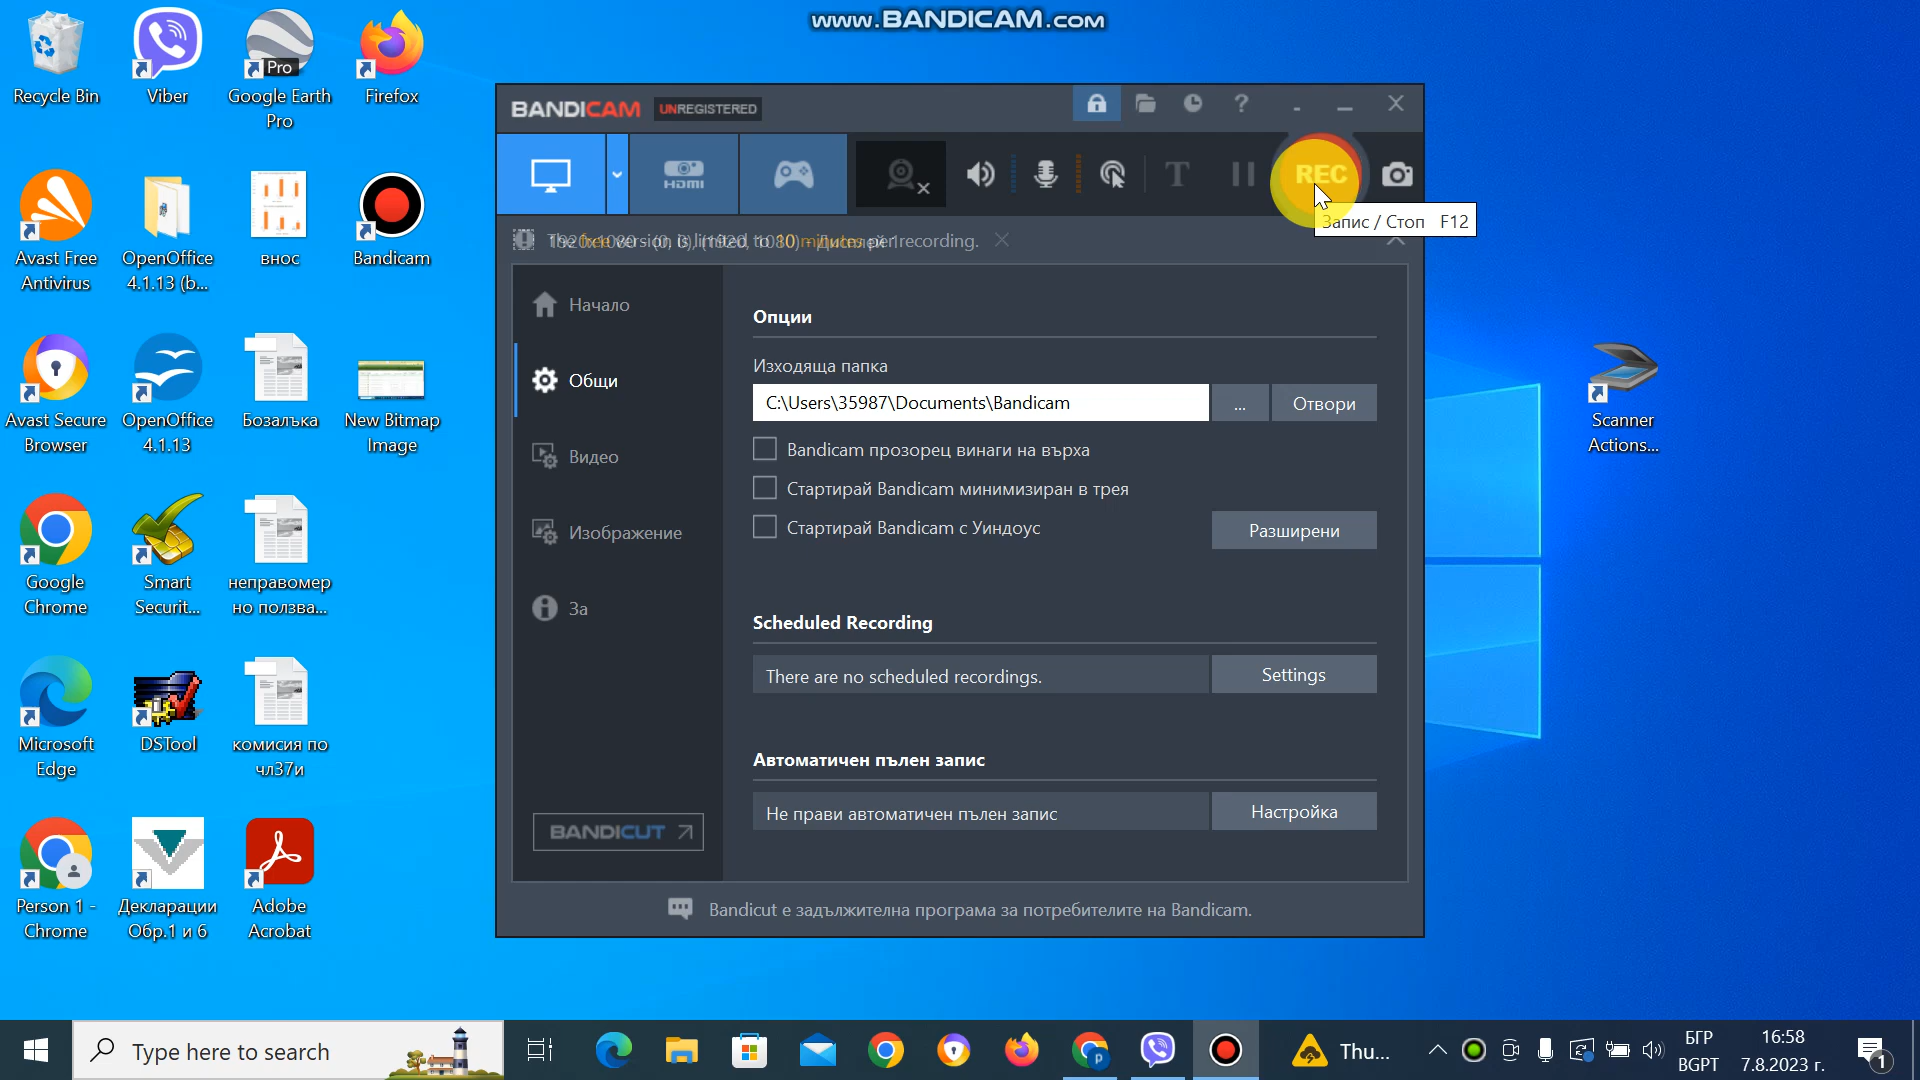 www.BANDICAM.com
Recycle Bin
Viber
Pro
Google Earth
Pro
Firefox
Avast Free
Antivirus
OpenOffice
4.1.13 (b...
внос
Bandicam
Avast Secure
Browser
OpenOffice
4.1.13
Бозалъка
New Bitmap
Image
Google
Chrome
Smart
Securit...
неправомер
но ползва...
Microsoft
Edge
DSTool
комисия по
чл37и
Person 1 -
Chrome
Декларации
Обр.1 и 6
Adobe
Acrobat
BANDICAM UNREGISTERED
HDMI
T
REC
Запис / Стоп F12
recording.
Начало
Общи
Видео
Изображение
За
BANDICUT
Опции
Изходяща папка
C:\Users\35987\Documents\Bandicam
...
Отвори
Bandicam прозорец винаги на върха
Стартирай Bandicam минимизиран в трея
Стартирай Bandicam с Уиндоус
Разширени
Scheduled Recording
There are no scheduled recordings.
Settings
Автоматичен пълен запис
Не прави автоматичен пълен запис
Настройка
Bandicut е задължителна програма за потребителите на Bandicam.
Scanner
Actions...
Type here to search
Thu...
БГР
BGPT
16:58
7.8.2023 г.
1